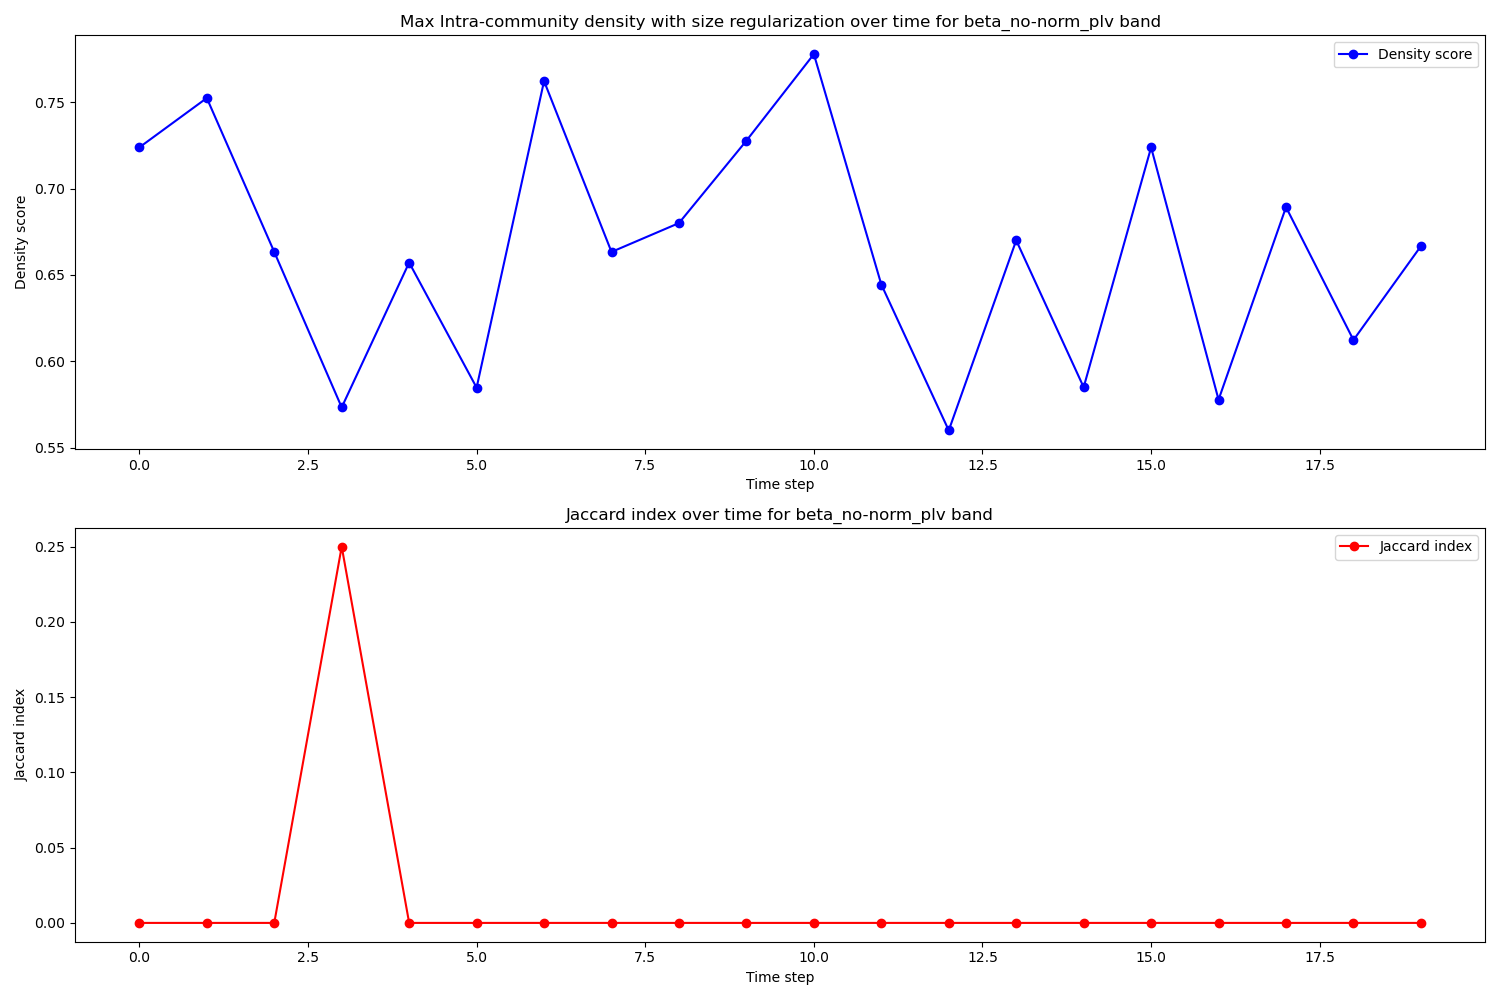 Max Intra-community density with size regularization over time for beta_no-norm_plv band
Density score
Density score
0.75
0.70
0.65
0.60
0.55
0.0 2.5 5.0 7.5 10.0 12.5 15.0 17.5
Time step
Jaccard index over time for beta_no-norm_plv band
Jaccard index
Jaccard index
0.25
0.20
0.15
0.10
0.05
0.00
0.0 2.5 5.0 7.5 10.0 12.5 15.0 17.5
Time step